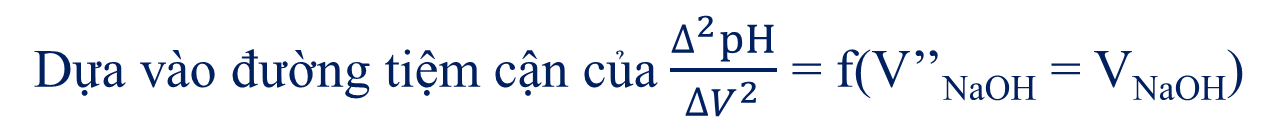 Dựa vào đường tiệm cận của Δ²pH/ΔV² = f(V”NaOH = VNaOH)